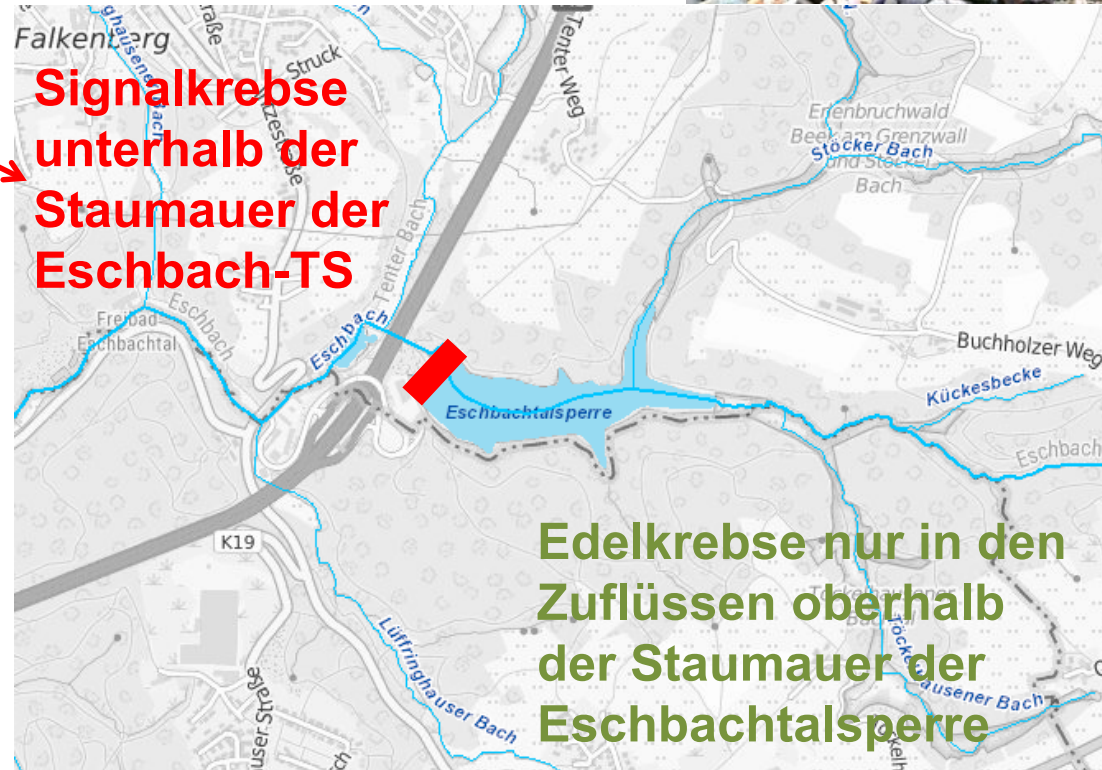 Falkenberg
Signalkrebse
unterhalb der
Staumauer der
Eschbach-TS
Struck
Tenter Weg
Erlenbruchwald
Beek am Grenzwall
und Stöcker
Bach
Stöcker Bach
Freibad
Eschbachtal
Eschbach
Eschbach
Tenter Bach
Buchholzer Weg
Kückesbecke
Eschbachtalsperre
Eschbach
K19
Edelkrebse nur in den
Zuflüssen oberhalb
der Staumauer der
Eschbachtalsperre
Lüffringhauser Bach